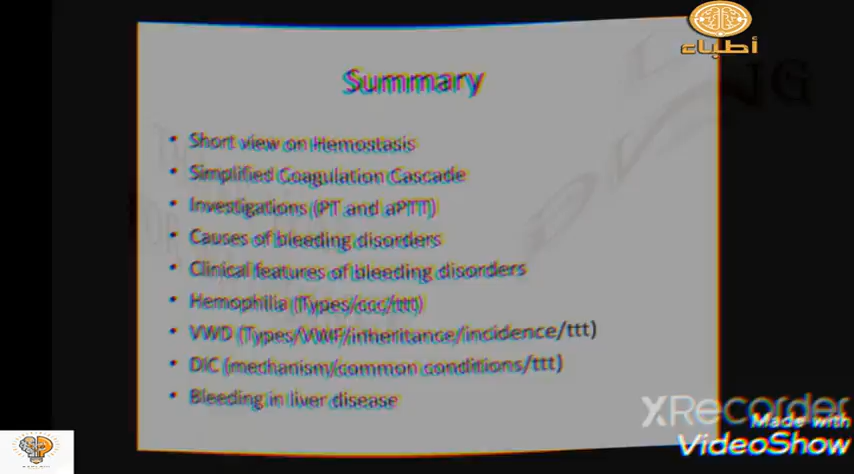 أطباء
Summary
• Short view on Hemostasis
• Simplified Coagulation Cascade
• Investigations (PT and aPTT)
• Causes of bleeding disorders
• Clinical features of bleeding disorders
• Hemophilia (Types/ccc/ttt)
• VWD (Types/VWF/inheritance/incidence/ttt)
• DIC (mechanism/common conditions/ttt)
• Bleeding in liver disease
XRecorder
Made with
VideoShow